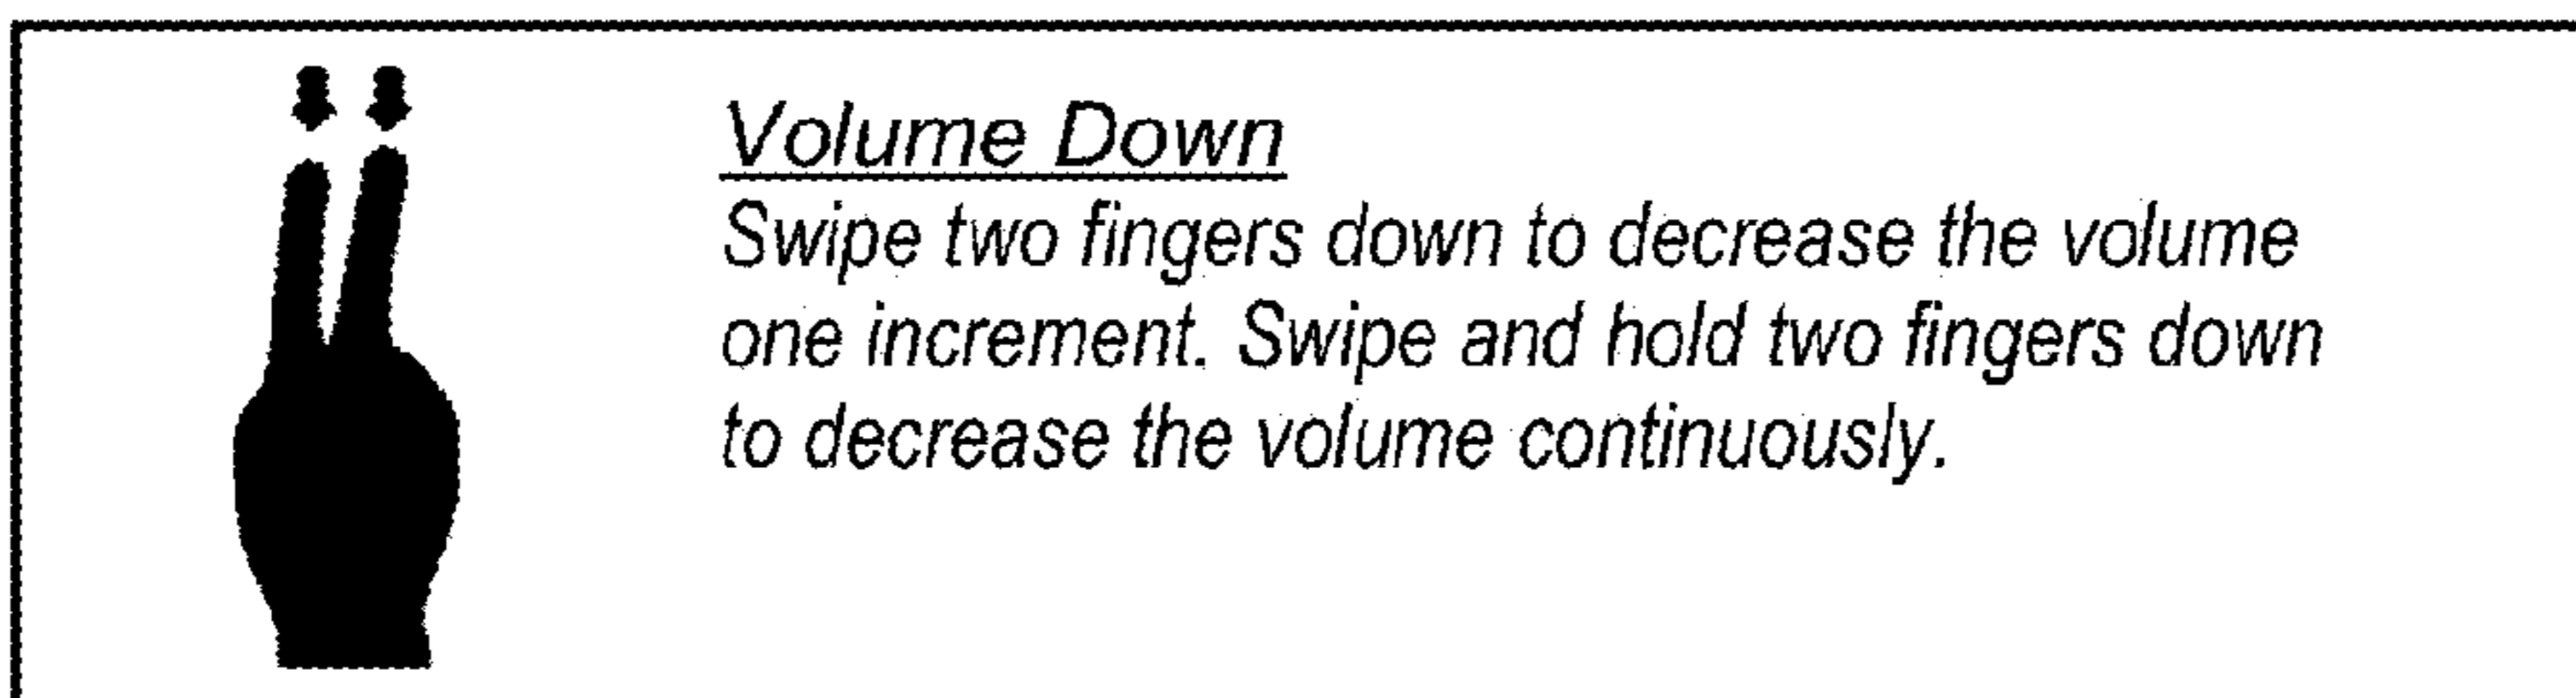 Volume Down
Swipe two fingers down to decrease the volume
one increment. Swipe and hold two fingers down
to decrease the volume continuously.